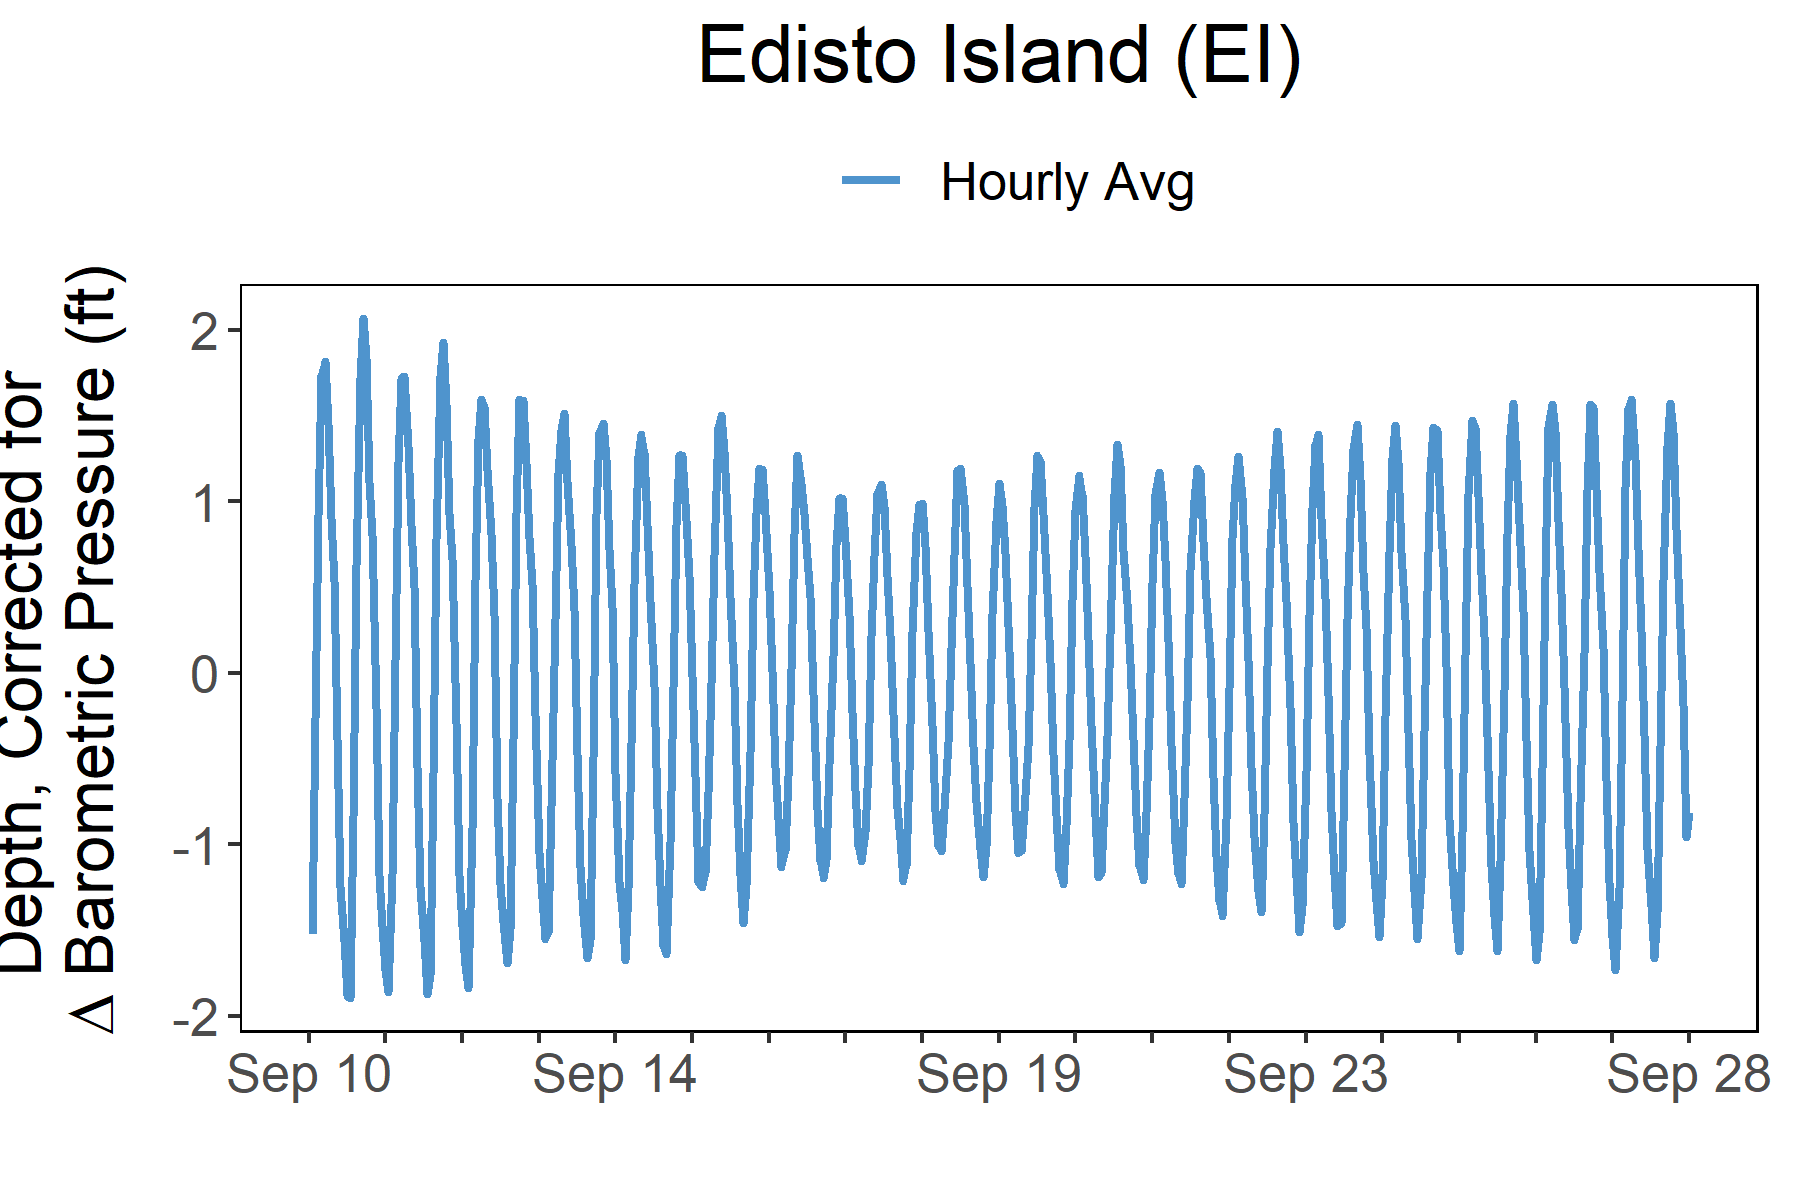 Edisto Island (EI)
Hourly Avg
Depth, Corrected for
Δ Barometric Pressure (ft)
2
1
0
-1
-2
Sep 10 Sep 14 Sep 19 Sep 23 Sep 28